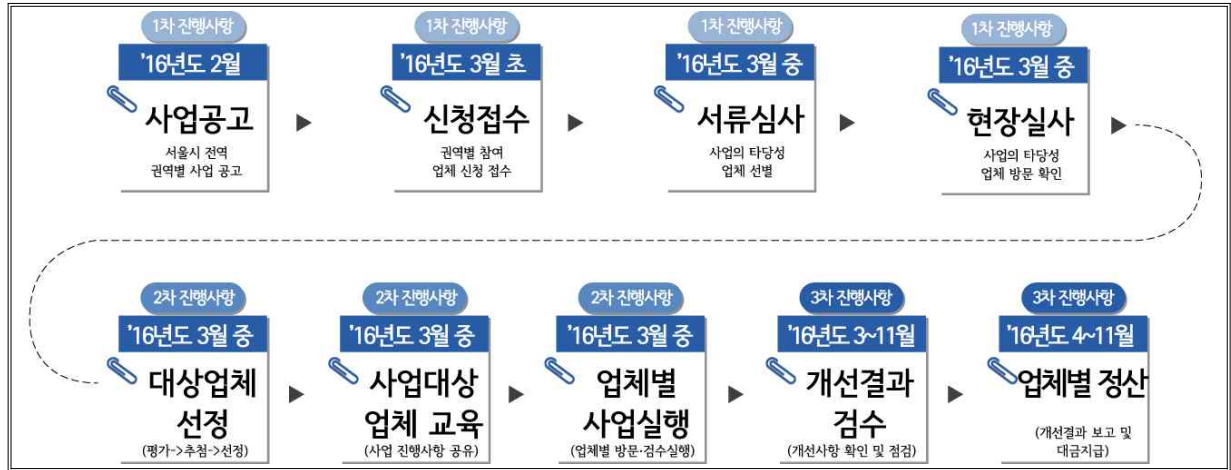 1차 진행사항
'16년도 2월
사업공고
서울시 전역
권역별 사업 공고
1차 진행사항
'16년도 3월 초
신청접수
권역별 참여
업체 신청 접수
1차 진행사항
'16년도 3월 중
서류심사
사업의 타당성
업체 선별
1차 진행사항
'16년도 3월 중
현장실사
사업의 타당성
업체 방문 확인
2차 진행사항
'16년도 3월 중
대상업체
선정
(평가->추첨->선정)
2차 진행사항
'16년도 3월 중
사업대상
업체 교육
(사업 진행사항 공유)
2차 진행사항
'16년도 3월 중
업체별
사업실행
(업체별 방문·검수실행)
3차 진행사항
'16년도 3~11월
개선결과
검수
(개선사항 확인 및 점검)
3차 진행사항
'16년도 4~11월
업체별 정산
(개선결과 보고 및
대금지급)